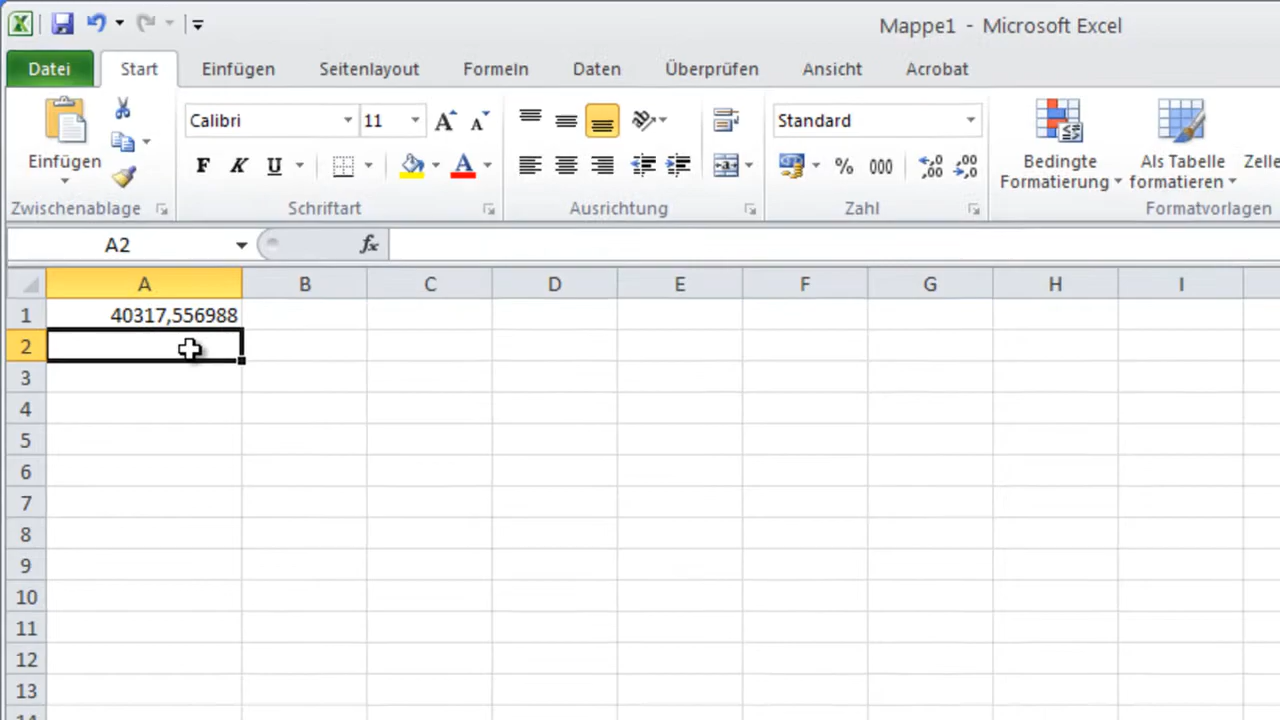 Mappe1 - Microsoft Excel
Datei Start Einfügen Seitenlayout Formeln Daten Überprüfen Ansicht Acrobat
Calibri 11 Standard
Einfügen F K U % 000 Bedingte Formatierung Als Tabelle formatieren
Zwischenablage Schriftart Ausrichtung Zahl Formatvorlagen
A2 fx
A B C D E F G H I
1 40317,556988
2
3
4
5
6
7
8
9
10
11
12
13